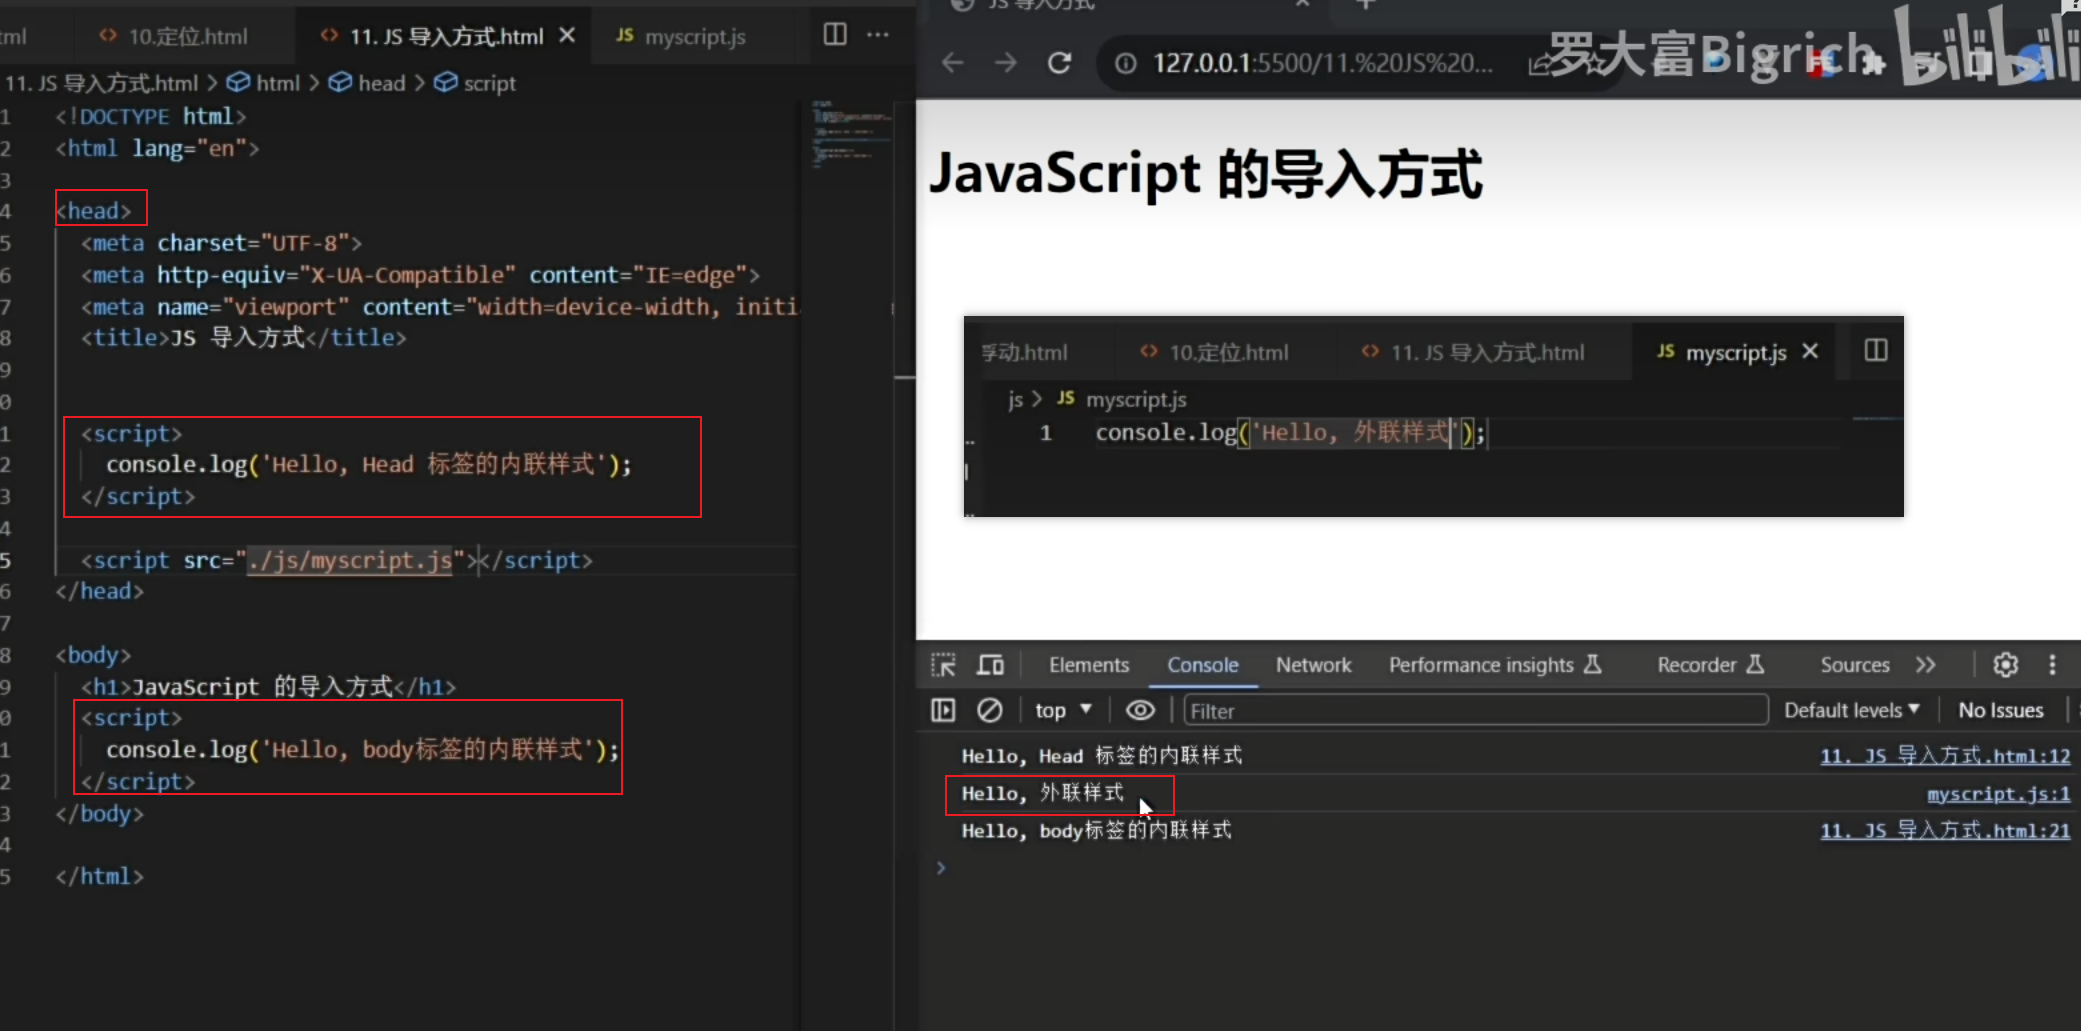 tml
10.定位.html
11. JS 导入方式.html
JS myscript.js
11. JS 导入方式.html > html > head > script
1 <!DOCTYPE html>
2 <html lang="en">
3
4 <head>
5 <meta charset="UTF-8">
6 <meta http-equiv="X-UA-Compatible" content="IE=edge">
7 <meta name="viewport" content="width=device-width, initi
8 <title>JS 导入方式</title>
9
0
1 <script>
2 console.log('Hello, Head 标签的内联样式');
3 </script>
4
5 <script src="./js/myscript.js"></script>
6 </head>
7
8 <body>
9 <h1>JavaScript 的导入方式</h1>
0 <script>
1 console.log('Hello, body标签的内联样式');
2 </script>
3 </body>
4
5 </html>
JS 导入方式
127.0.0.1:5500/11.%20JS%20...
罗大富Bigrich
bilibili
JavaScript 的导入方式
浮动.html
10.定位.html
11. JS 导入方式.html
JS myscript.js
js > JS myscript.js
1 console.log('Hello, 外联样式');
Elements
Console
Network
Performance insights
Recorder
Sources
top
Filter
Default levels
No Issues
Hello, Head 标签的内联样式 11. JS 导入方式.html:12
Hello, 外联样式 myscript.js:1
Hello, body标签的内联样式 11. JS 导入方式.html:21